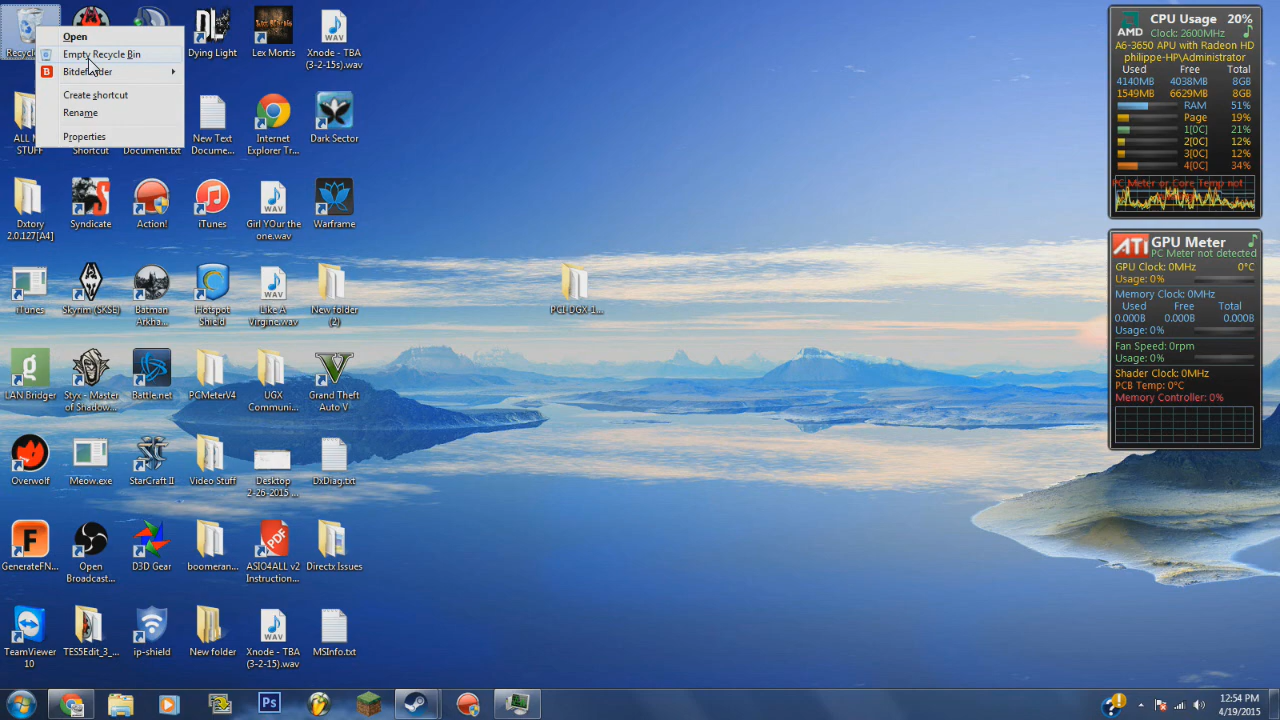 Recycle
Open
Empty Recycle Bin
Bitdefender
Create shortcut
Rename
Properties
Dying Light
Lex Mortis
Xnode - TBA
(3-2-15s).wav
ALL M
STUFF
Shortcut
Document.txt
New Text
Docume...
Internet
Explorer Tr...
Dark Sector
Dxtory
2.0.127[A4]
Syndicate
Action!
iTunes
Girl YOur the
one.wav
Warframe
iTunes
Skyrim (SKSE)
Batman
Arkha...
Hotspot
Shield
Like A
Virgine.wav
New folder
(2)
LAN Bridger
Styx - Master
of Shadow...
Battle.net
PCMeterV4
UGX
Communi...
Grand Theft
Auto V
Overwolf
Meow.exe
StarCraft II
Video Stuff
Desktop
2-26-2015 ...
DxDiag.txt
GenerateFN...
Open
Broadcast...
D3D Gear
boomeran...
PDF
ASIO4ALL v2
Instruction...
Directx Issues
TeamViewer
10
TES5Edit_3_...
ip-shield
New folder
Xnode - TBA
(3-2-15).wav
MSInfo.txt
AMD
CPU Usage 20%
Clock: 2600MHz
A6-3650 APU with Radeon HD
philippe-HP\Administrator
Used Free Total
4140MB 4038MB 8GB
1549MB 6629MB 8GB
RAM 51%
Page 19%
1[0C] 21%
2[0C] 12%
3[0C] 12%
4[0C] 34%
PC Meter or Core Temp not
ATi
GPU Meter
PC Meter not detected
GPU Clock: 0MHz 0°C
Usage: 0%
Memory Clock: 0MHz
Used Free Total
0.000B 0.000B 0.000B
Usage: 0%
Fan Speed: 0rpm
Usage: 0%
Shader Clock: 0MHz
PCB Temp: 0°C
Memory Controller: 0%
Ps
12:54 PM
4/19/2015